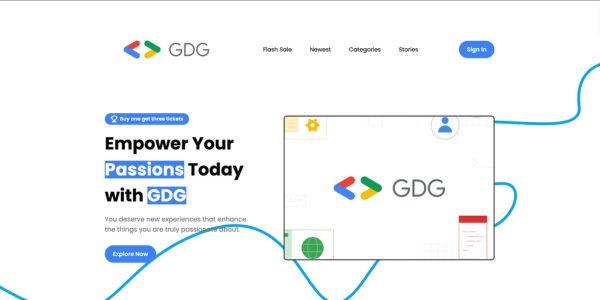 GDG
Flash Sale
Newest
Categories
Stories
Sign In
Buy one get three tickets
Empower Your
Passions Today
with GDG
You deserve new experiences that enhance
the things you are truly passionate about.
Explore Now
GDG